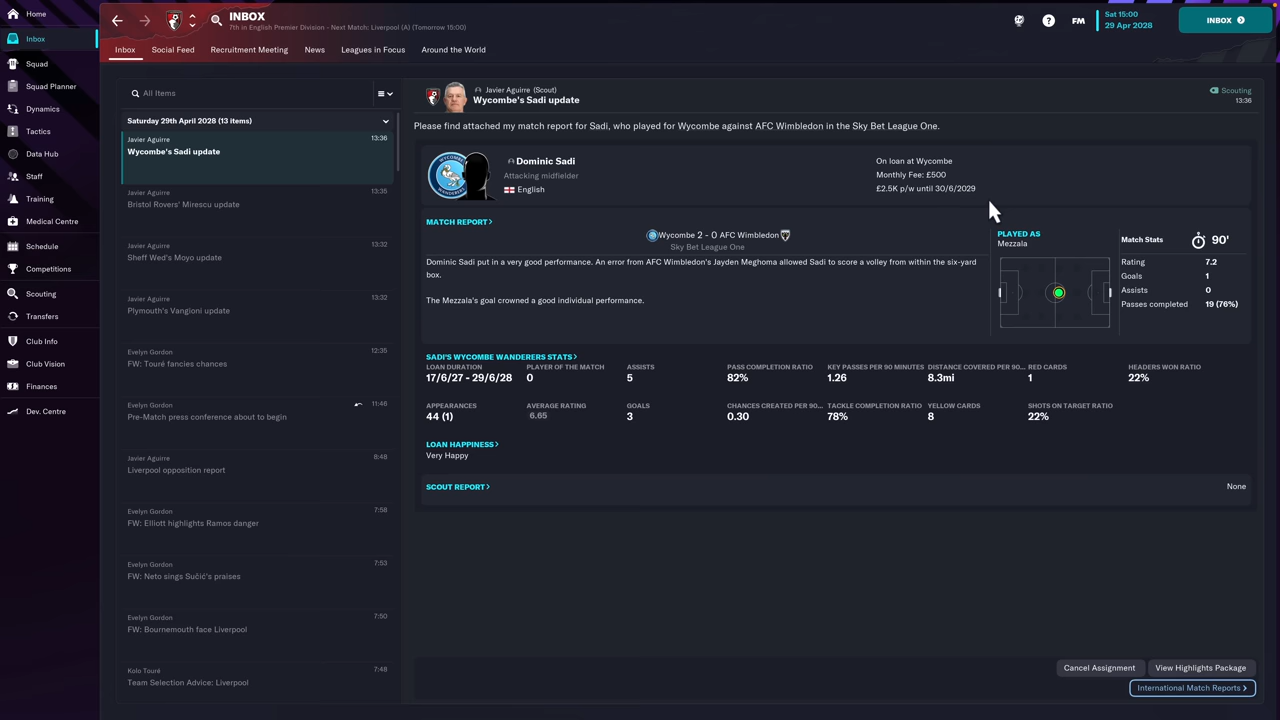 Home
Inbox
Squad
Squad Planner
Dynamics
Tactics
Data Hub
Staff
Training
Medical Centre
Schedule
Competitions
Scouting
Transfers
Club Info
Club Vision
Finances
Dev. Centre
INBOX
7th in English Premier Division - Next Match: Liverpool (A) (Tomorrow 15:00)
FM
Sat 15:00
29 Apr 2028
INBOX
Inbox
Social Feed
Recruitment Meeting
News
Leagues in Focus
Around the World
All Items
Saturday 29th April 2028 (13 items)
Javier Aguirre 13:36
Wycombe's Sadi update
Javier Aguirre 13:35
Bristol Rovers' Mirescu update
Javier Aguirre 13:32
Sheff Wed's Moyo update
Javier Aguirre 13:32
Plymouth's Vangioni update
Evelyn Gordon 12:35
FW: Touré fancies chances
Evelyn Gordon 11:46
Pre-Match press conference about to begin
Javier Aguirre 8:48
Liverpool opposition report
Evelyn Gordon 7:58
FW: Elliott highlights Ramos danger
Evelyn Gordon 7:53
FW: Neto sings Sučić's praises
Evelyn Gordon 7:50
FW: Bournemouth face Liverpool
Kolo Touré 7:48
Team Selection Advice: Liverpool
Javier Aguirre (Scout)
Wycombe's Sadi update
Scouting
13:36
Please find attached my match report for Sadi, who played for Wycombe against AFC Wimbledon in the Sky Bet League One.
Dominic Sadi
Attacking midfielder
English
On loan at Wycombe
Monthly Fee: £500
£2.5K p/w until 30/6/2029
MATCH REPORT>
Wycombe 2 - 0 AFC Wimbledon
Sky Bet League One
Dominic Sadi put in a very good performance. An error from AFC Wimbledon's Jayden Meghoma allowed Sadi to score a volley from within the six-yard
box.
The Mezzala's goal crowned a good individual performance.
PLAYED AS
Mezzala
Match Stats 90'
Rating 7.2
Goals 1
Assists 0
Passes completed 19 (76%)
SADI'S WYCOMBE WANDERERS STATS>
LOAN DURATION PLAYER OF THE MATCH ASSISTS PASS COMPLETION RATIO KEY PASSES PER 90 MINUTES DISTANCE COVERED PER 90... RED CARDS HEADERS WON RATIO
17/6/27 - 29/6/28 0 5 82% 1.26 8.3mi 1 22%
APPEARANCES AVERAGE RATING GOALS CHANCES CREATED PER 90... TACKLE COMPLETION RATIO YELLOW CARDS SHOTS ON TARGET RATIO
44 (1) 6.65 3 0.30 78% 8 22%
LOAN HAPPINESS>
Very Happy
SCOUT REPORT> None
Cancel Assignment
View Highlights Package
International Match Reports >